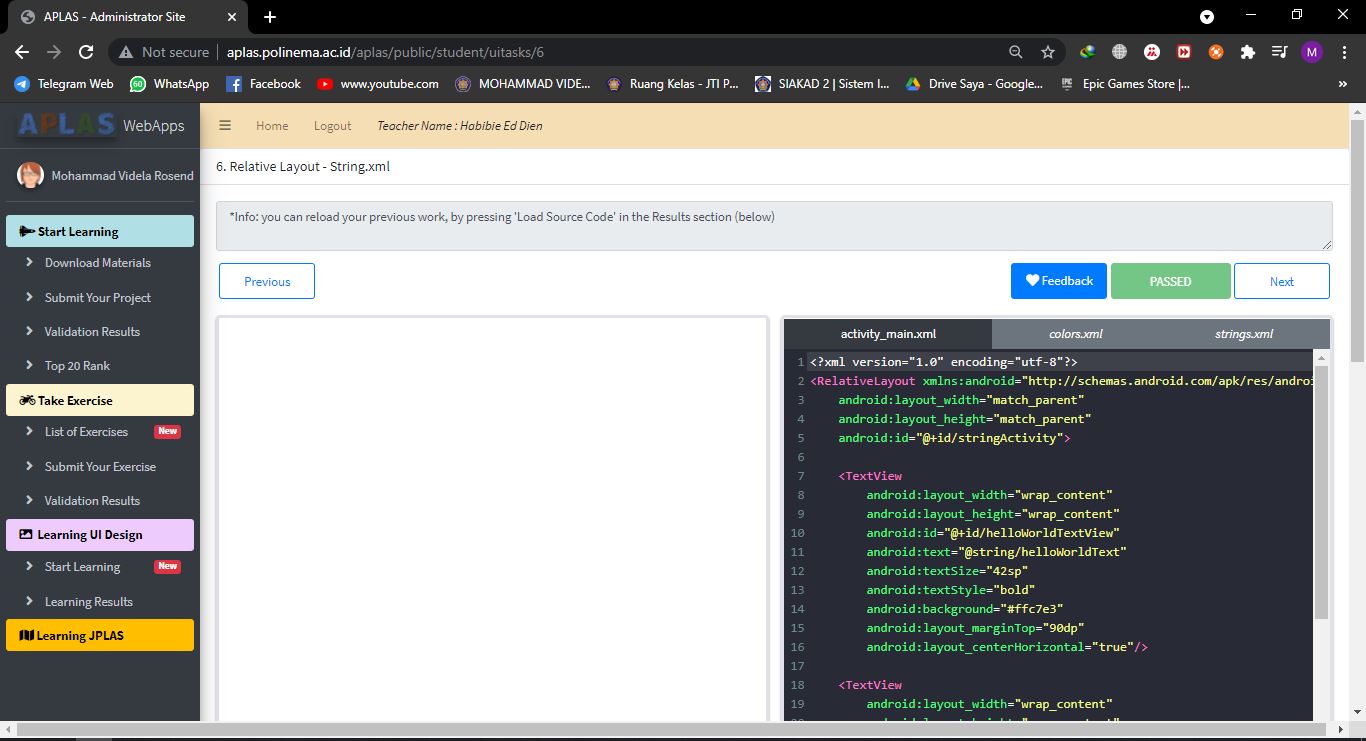 APLAS - Administrator Site
Not secure
aplas.polinema.ac.id/aplas/public/student/uitasks/6
M
Telegram Web
WhatsApp
Facebook
www.youtube.com
MOHAMMAD VIDE...
Ruang Kelas - JTI P...
SIAKAD 2 | Sistem I...
Drive Saya - Google...
Epic Games Store |...
»
APLAS WebApps
Home
Logout
Teacher Name : Habibie Ed Dien
Mohammad Videla Rosend
6. Relative Layout - String.xml
*Info: you can reload your previous work, by pressing 'Load Source Code' in the Results section (below)
Start Learning
Download Materials
Submit Your Project
Validation Results
Top 20 Rank
Take Exercise
List of Exercises New
Submit Your Exercise
Validation Results
Learning UI Design
Start Learning New
Learning Results
Learning JPLAS
Previous
Feedback
PASSED
Next
activity_main.xml
colors.xml
strings.xml
1 <?xml version="1.0" encoding="utf-8"?>
2 <RelativeLayout xmlns:android="http://schemas.android.com/apk/res/androi
3 android:layout_width="match_parent"
4 android:layout_height="match_parent"
5 android:id="@+id/stringActivity">
6
7 <TextView
8 android:layout_width="wrap_content"
9 android:layout_height="wrap_content"
10 android:id="@+id/helloWorldTextView"
11 android:text="@string/helloWorldText"
12 android:textSize="42sp"
13 android:textStyle="bold"
14 android:background="#ffc7e3"
15 android:layout_marginTop="90dp"
16 android:layout_centerHorizontal="true"/>
17
18 <TextView
19 android:layout_width="wrap_content"